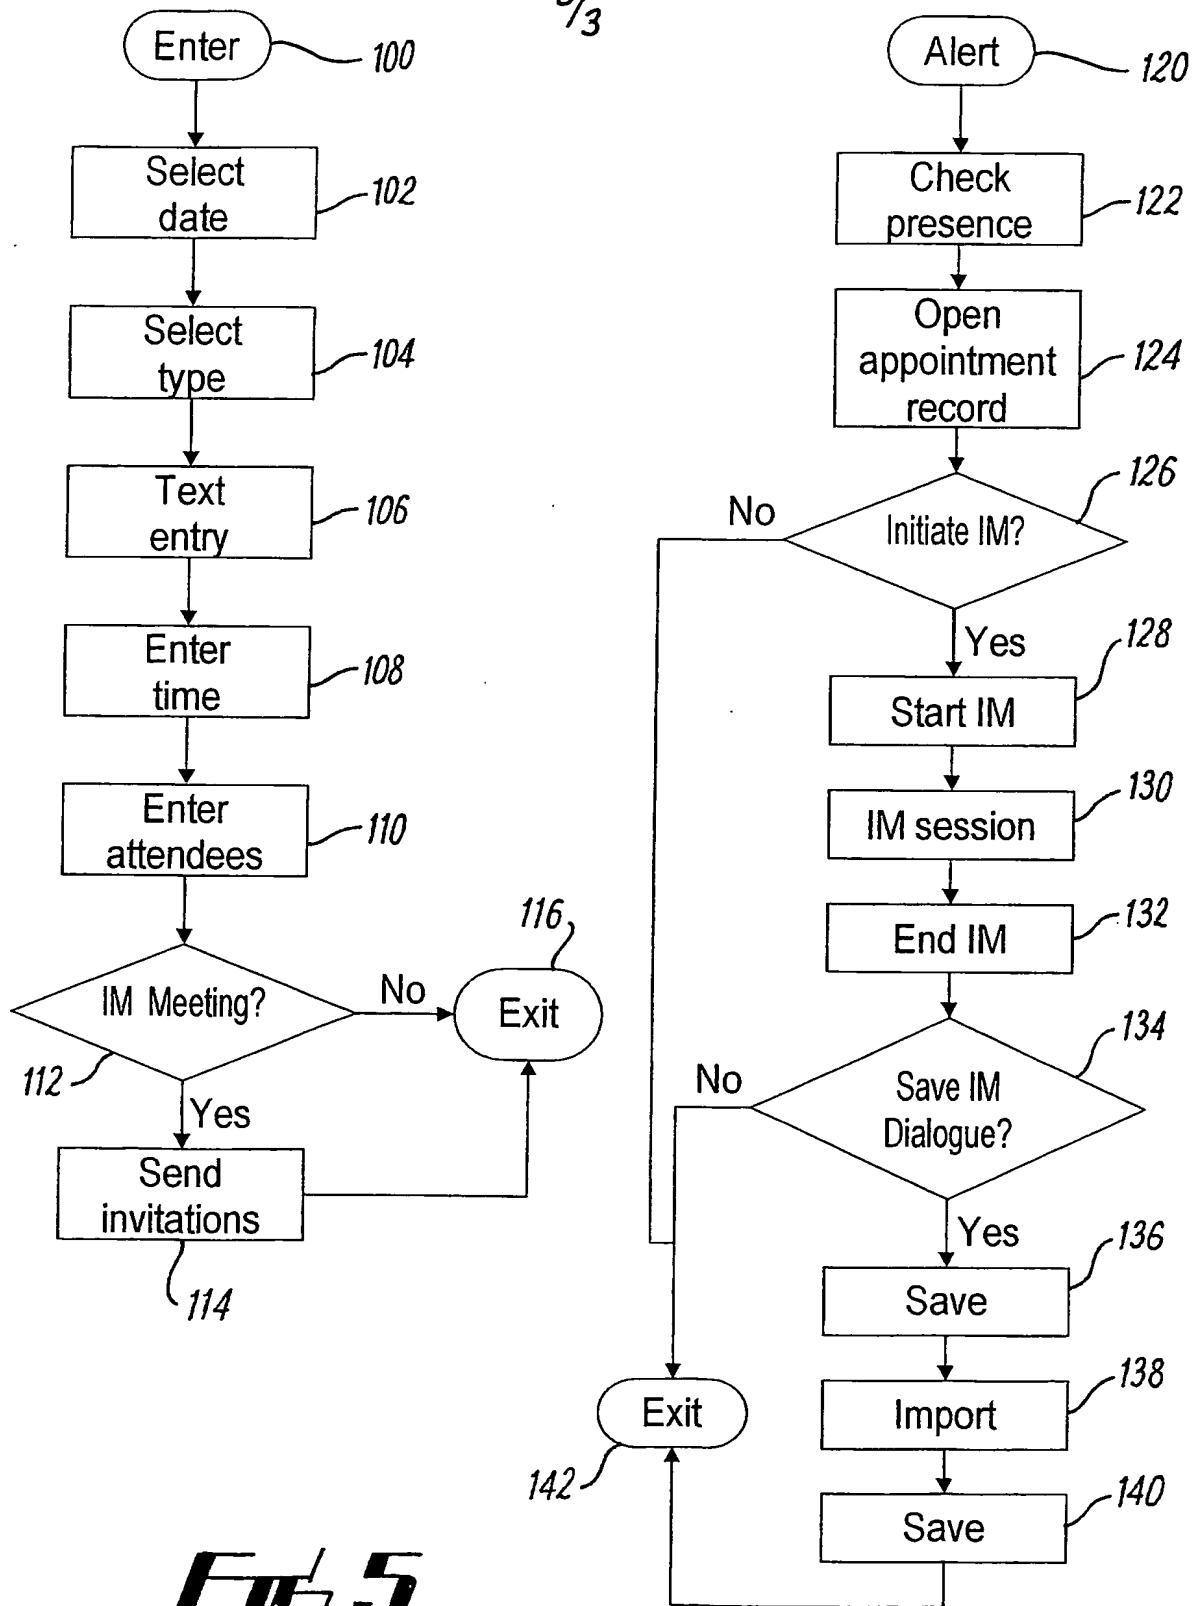 /3
Enter
100
Select
date
102
Select
type
104
Text
entry
106
Enter
time
108
Enter
attendees
110
IM Meeting?
112
No
116
Exit
Yes
Send
invitations
114
Alert
120
Check
presence
122
Open
appointment
record
124
Initiate IM?
126
No
Yes
Start IM
128
IM session
130
End IM
132
Save IM
Dialogue?
134
No
Yes
Save
136
Import
138
Save
140
Exit
142
Fig. 5